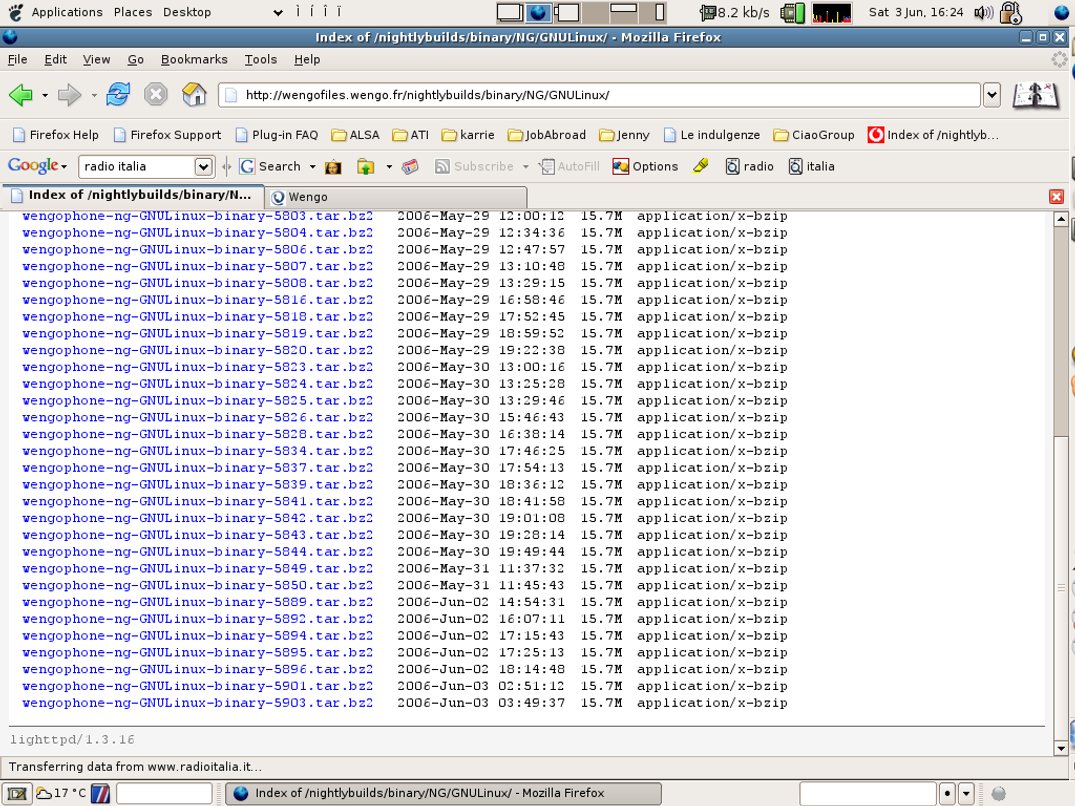 Applications Places Desktop Ì Í Î Ï 8.2 kb/s Sat 3 Jun, 16:24
Index of /nightlybuilds/binary/NG/GNULinux/ - Mozilla Firefox
File Edit View Go Bookmarks Tools Help
http://wengofiles.wengo.fr/nightlybuilds/binary/NG/GNULinux/
Firefox Help Firefox Support Plug-in FAQ ALSA ATI karrie JobAbroad Jenny Le indulgenze CiaoGroup Index of /nightlyb...
Google radio italia Search Subscribe AutoFill Options radio italia
Index of /nightlybuilds/binary/N... Wengo
wengophone-ng-GNULinux-binary-5803.tar.bz2 2006-May-29 12:00:12 15.7M application/x-bzip
wengophone-ng-GNULinux-binary-5804.tar.bz2 2006-May-29 12:34:36 15.7M application/x-bzip
wengophone-ng-GNULinux-binary-5806.tar.bz2 2006-May-29 12:47:57 15.7M application/x-bzip
wengophone-ng-GNULinux-binary-5807.tar.bz2 2006-May-29 13:10:48 15.7M application/x-bzip
wengophone-ng-GNULinux-binary-5808.tar.bz2 2006-May-29 13:29:15 15.7M application/x-bzip
wengophone-ng-GNULinux-binary-5816.tar.bz2 2006-May-29 16:58:46 15.7M application/x-bzip
wengophone-ng-GNULinux-binary-5818.tar.bz2 2006-May-29 17:52:45 15.7M application/x-bzip
wengophone-ng-GNULinux-binary-5819.tar.bz2 2006-May-29 18:59:52 15.7M application/x-bzip
wengophone-ng-GNULinux-binary-5820.tar.bz2 2006-May-29 19:22:38 15.7M application/x-bzip
wengophone-ng-GNULinux-binary-5823.tar.bz2 2006-May-30 13:00:16 15.7M application/x-bzip
wengophone-ng-GNULinux-binary-5824.tar.bz2 2006-May-30 13:25:28 15.7M application/x-bzip
wengophone-ng-GNULinux-binary-5825.tar.bz2 2006-May-30 13:29:46 15.7M application/x-bzip
wengophone-ng-GNULinux-binary-5826.tar.bz2 2006-May-30 15:46:43 15.7M application/x-bzip
wengophone-ng-GNULinux-binary-5828.tar.bz2 2006-May-30 16:38:14 15.7M application/x-bzip
wengophone-ng-GNULinux-binary-5834.tar.bz2 2006-May-30 17:46:25 15.7M application/x-bzip
wengophone-ng-GNULinux-binary-5837.tar.bz2 2006-May-30 17:54:13 15.7M application/x-bzip
wengophone-ng-GNULinux-binary-5839.tar.bz2 2006-May-30 18:36:12 15.7M application/x-bzip
wengophone-ng-GNULinux-binary-5841.tar.bz2 2006-May-30 18:41:58 15.7M application/x-bzip
wengophone-ng-GNULinux-binary-5842.tar.bz2 2006-May-30 19:01:08 15.7M application/x-bzip
wengophone-ng-GNULinux-binary-5843.tar.bz2 2006-May-30 19:28:14 15.7M application/x-bzip
wengophone-ng-GNULinux-binary-5844.tar.bz2 2006-May-30 19:49:44 15.7M application/x-bzip
wengophone-ng-GNULinux-binary-5849.tar.bz2 2006-May-31 11:37:32 15.7M application/x-bzip
wengophone-ng-GNULinux-binary-5850.tar.bz2 2006-May-31 11:45:43 15.7M application/x-bzip
wengophone-ng-GNULinux-binary-5889.tar.bz2 2006-Jun-02 14:54:31 15.7M application/x-bzip
wengophone-ng-GNULinux-binary-5892.tar.bz2 2006-Jun-02 16:07:11 15.7M application/x-bzip
wengophone-ng-GNULinux-binary-5894.tar.bz2 2006-Jun-02 17:15:43 15.7M application/x-bzip
wengophone-ng-GNULinux-binary-5895.tar.bz2 2006-Jun-02 17:25:13 15.7M application/x-bzip
wengophone-ng-GNULinux-binary-5896.tar.bz2 2006-Jun-02 18:14:48 15.7M application/x-bzip
wengophone-ng-GNULinux-binary-5901.tar.bz2 2006-Jun-03 02:51:12 15.7M application/x-bzip
wengophone-ng-GNULinux-binary-5903.tar.bz2 2006-Jun-03 03:49:37 15.7M application/x-bzip
lighttpd/1.3.16
Transferring data from www.radioitalia.it...
17 °C Index of /nightlybuilds/binary/NG/GNULinux/ - Mozilla Firefox